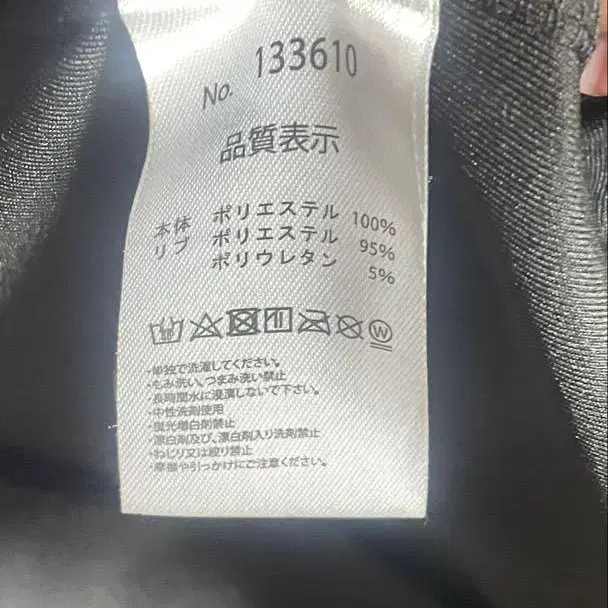 No. 133610
品質表示
本体 ポリエステル 100%
リブ ポリエステル 95%
ポリウレタン 5%
W
・単独で洗濯してください。
・もみ洗い、つまみ洗い禁止
・長時間水に浸漬しないで下さい。
・中性洗剤使用
・蛍光増白剤禁止
・漂白剤及び、漂白剤入り洗剤禁止
・ねじり又は絞り禁止
・摩擦や引っかけにご注意ください。